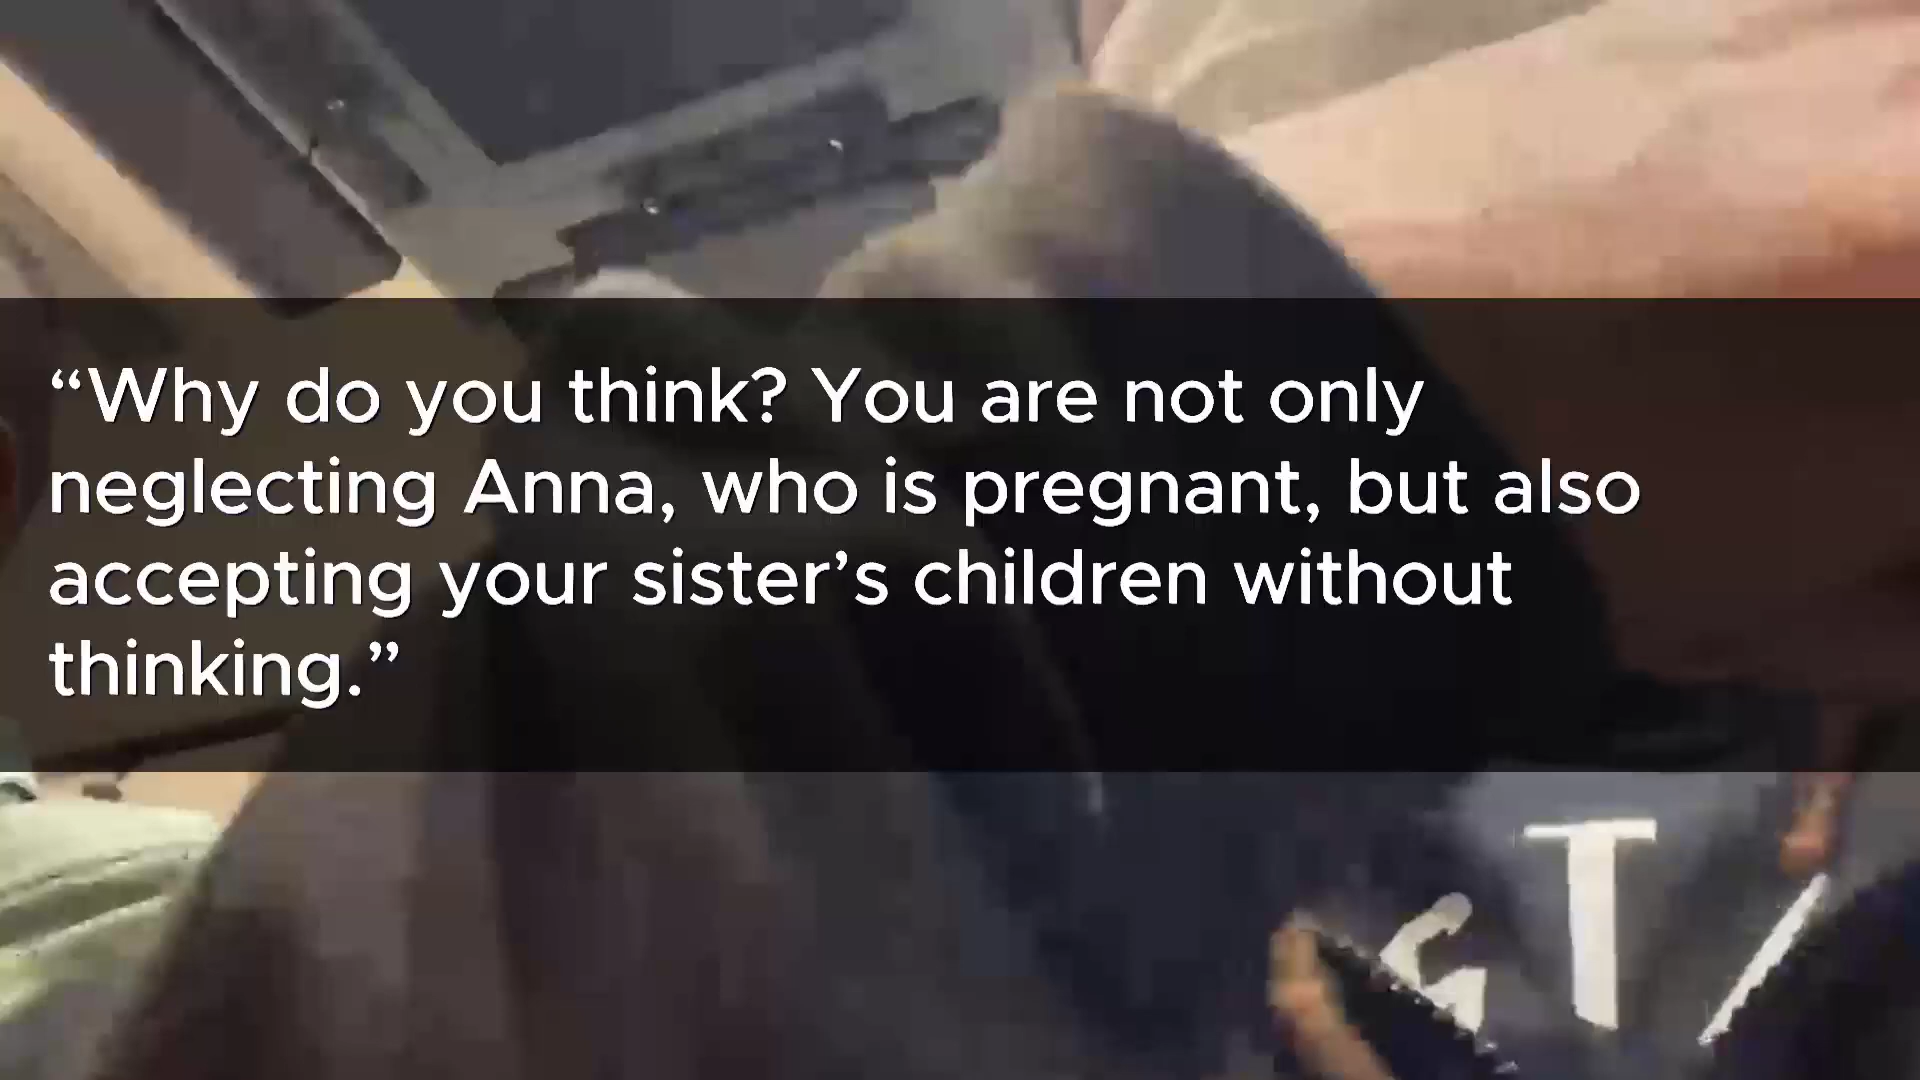 “Why do you think? You are not only
neglecting Anna, who is pregnant, but also
accepting your sister’s children without
thinking.”
GT